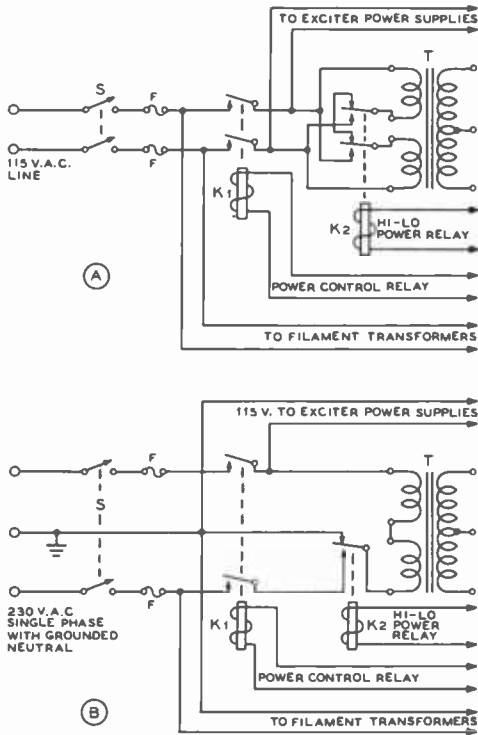 TO EXCITER POWER SUPPLIES
S
F
T
F
115 V.A.C.
LINE
K1
K2
HI-LO
POWER RELAY
A
POWER CONTROL RELAY
TO FILAMENT TRANSFORMERS
115 V. TO EXCITER POWER SUPPLIES
F
T
S
F
230 V.A.C
SINGLE PHASE
WITH GROUNDED
NEUTRAL
K1
K2
HI-LO
POWER
RELAY
POWER CONTROL RELAY
B
TO FILAMENT TRANSFORMERS